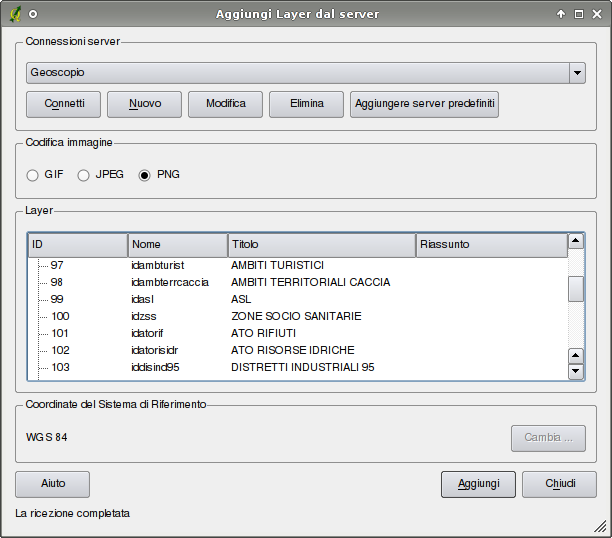 Aggiungi Layer dal server
Connessioni server
Geoscopio
Connetti Nuovo Modifica Elimina Aggiungere server predefiniti
Codifica immagine
GIF JPEG PNG
Layer
ID Nome Titolo Riassunto
97 idambturist AMBITI TURISTICI
98 idambterrcaccia AMBITI TERRITORIALI CACCIA
99 idasl ASL
100 idzss ZONE SOCIO SANITARIE
101 idatorif ATO RIFIUTI
102 idatorisidr ATO RISORSE IDRICHE
103 iddisind95 DISTRETTI INDUSTRIALI 95
Coordinate del Sistema di Riferimento
WGS 84 Cambia ...
Aiuto Aggiungi Chiudi
La ricezione completata